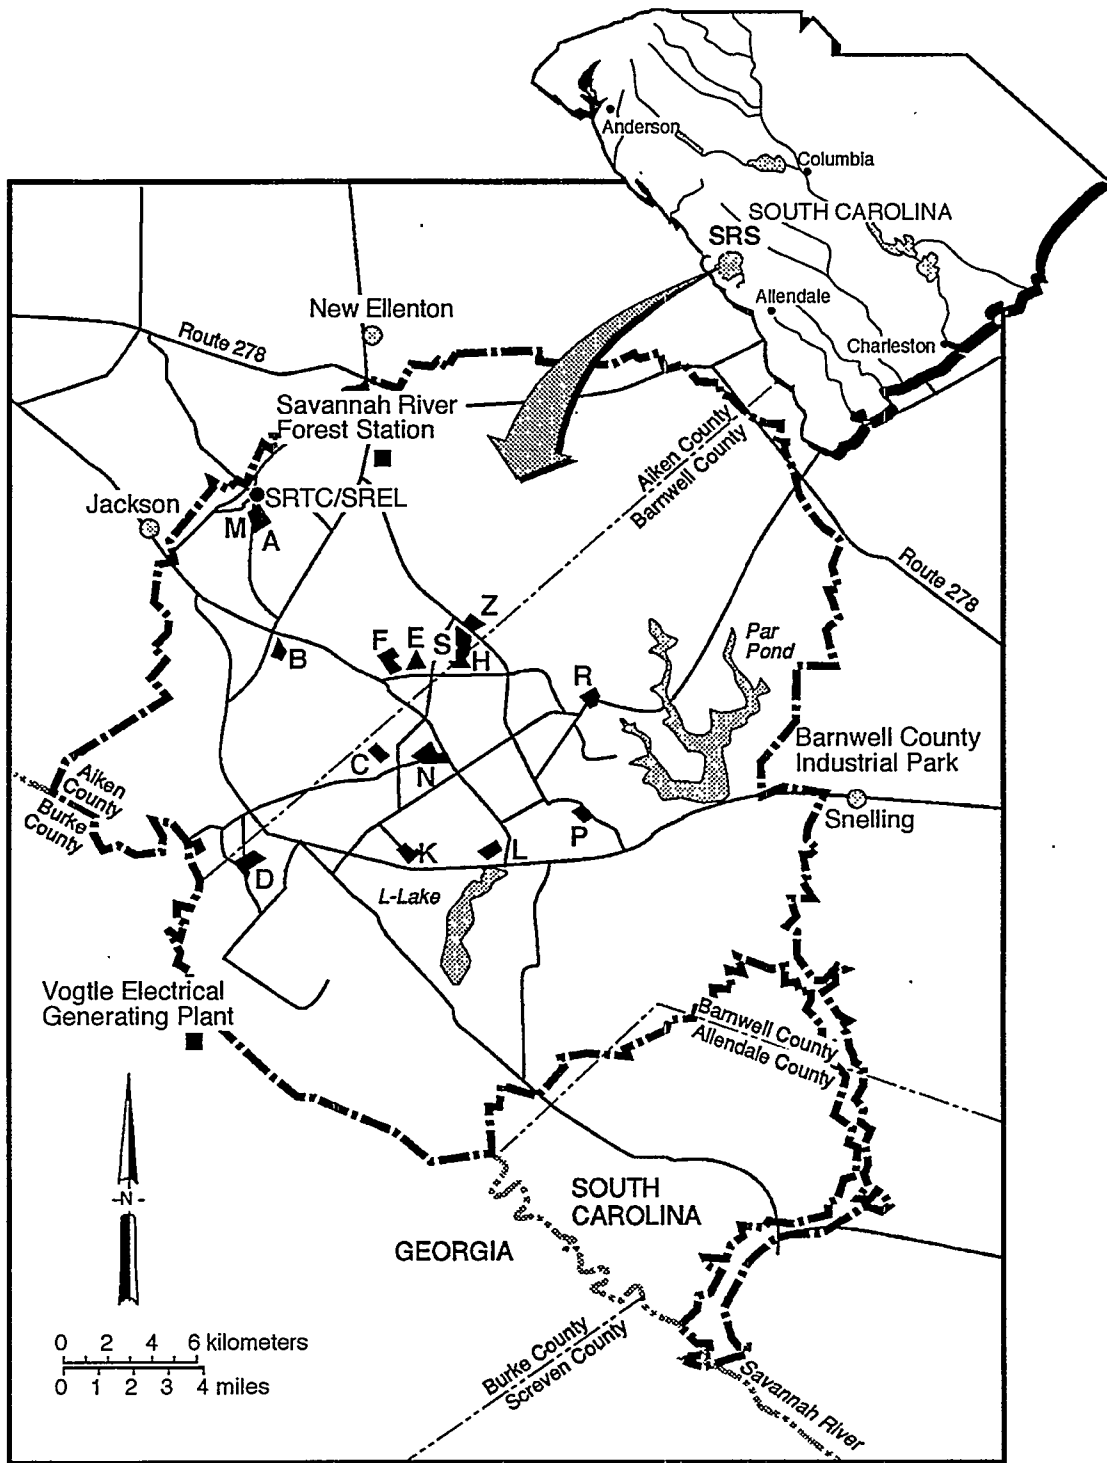 Anderson
Columbia
SOUTH CAROLINA
SRS
Allendale
Charleston
New Ellenton
Route 278
Savannah River
Forest Station
Aiken County
Barnwell County
Jackson
SRTC/SREL
M
A
Route 278
Z
F
E
S
H
B
Par
Pond
R
C
N
Barnwell County
Industrial Park
Aiken
County
Burke
County
Snelling
P
K
L
D
L-Lake
Vogtle Electrical
Generating Plant
Barnwell County
Allendale County
N
SOUTH
CAROLINA
GEORGIA
0 2 4 6 kilometers
0 1 2 3 4 miles
Burke County
Screven County
Savannah River